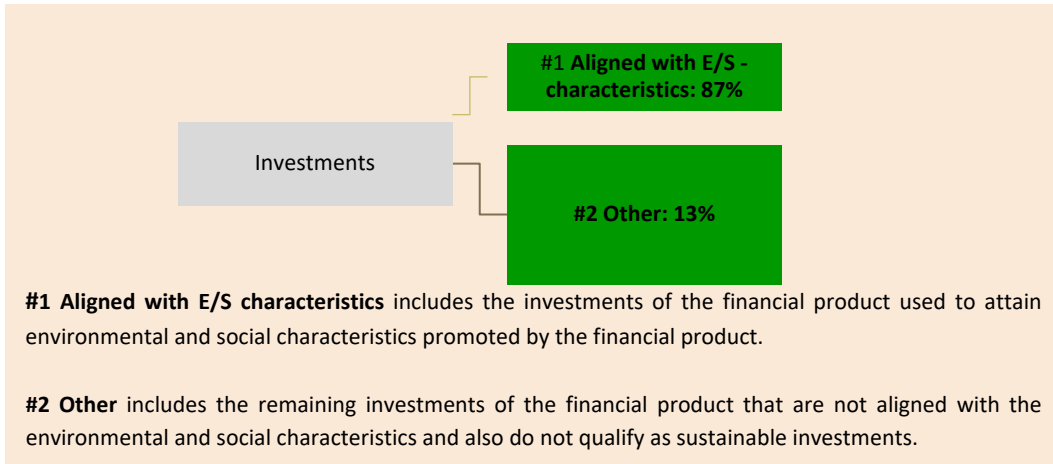 #1 Aligned with E/S -
characteristics: 87%
Investments
#2 Other: 13%
#1 Aligned with E/S characteristics includes the investments of the financial product used to attain
environmental and social characteristics promoted by the financial product.
#2 Other includes the remaining investments of the financial product that are not aligned with the
environmental and social characteristics and also do not qualify as sustainable investments.